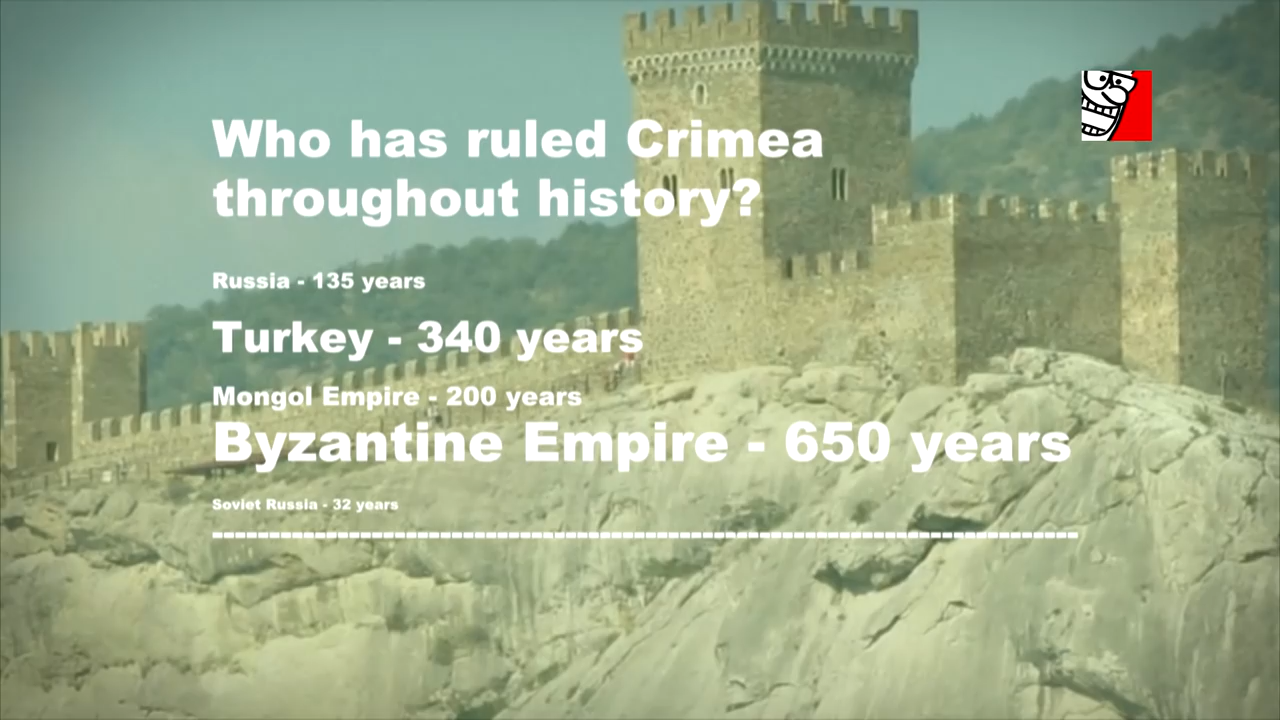 Who has ruled Crimea
throughout history?
Russia - 135 years
Turkey - 340 years
Mongol Empire - 200 years
Byzantine Empire - 650 years
Soviet Russia - 32 years